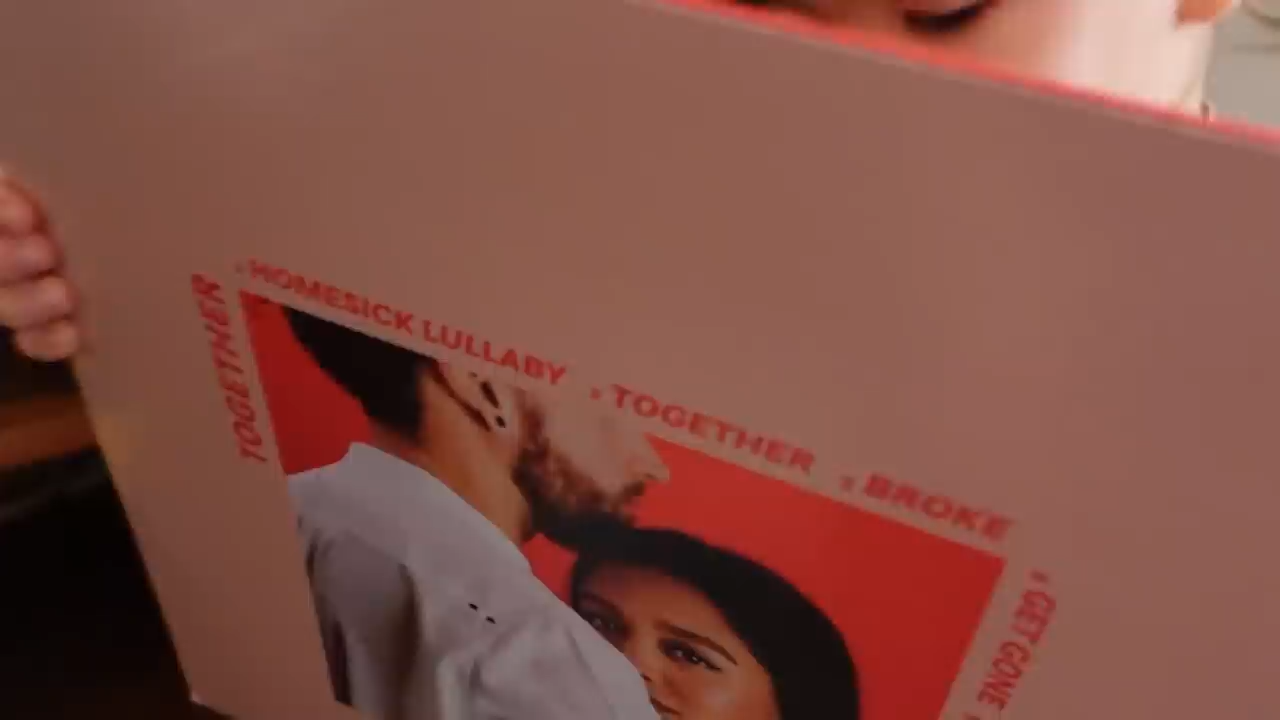 TOGETHER
HOMESICK LULLABY
TOGETHER
BROKE
GET GONE